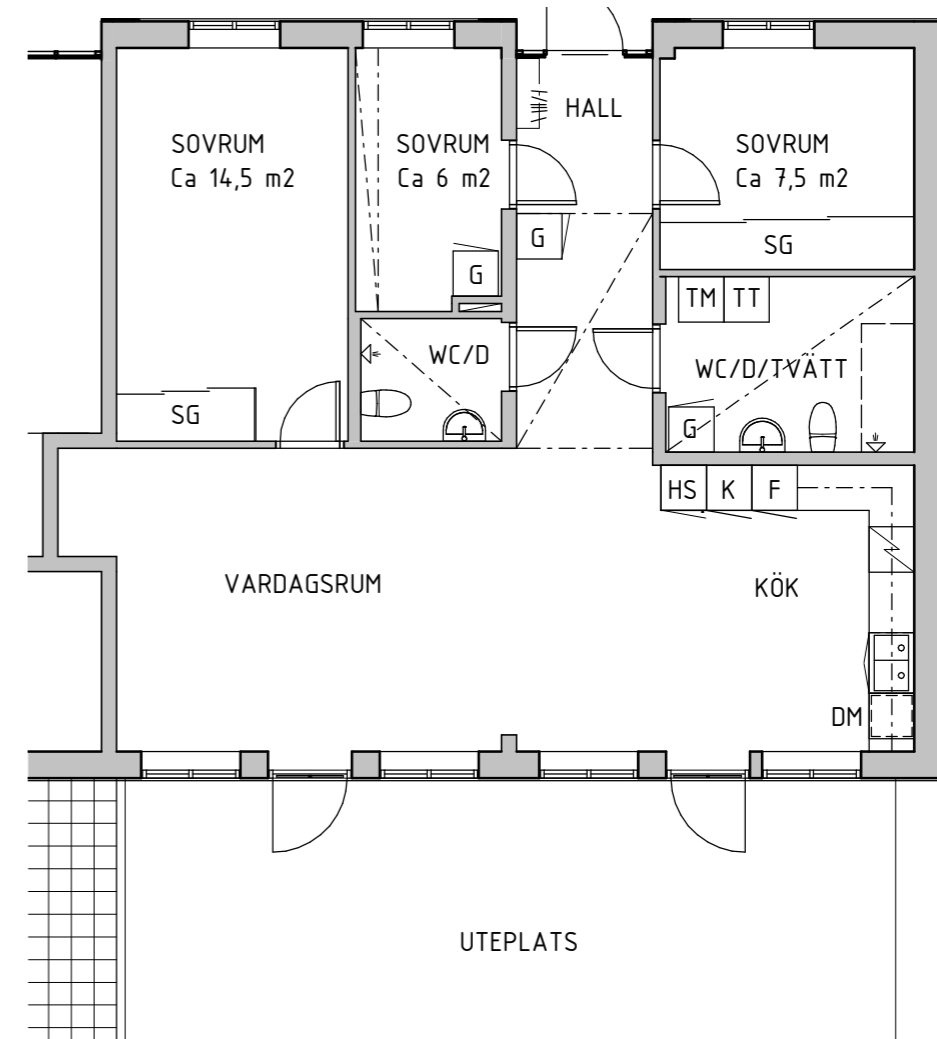 HALL
SOVRUM
Ca 14,5 m2
SOVRUM
Ca 6 m2
SOVRUM
Ca 7,5 m2
G
SG
G
TM TT
WC/D
WC/D/TVÄTT
SG
G
HS K F
VARDAGSRUM
KÖK
DM
UTEPLATS